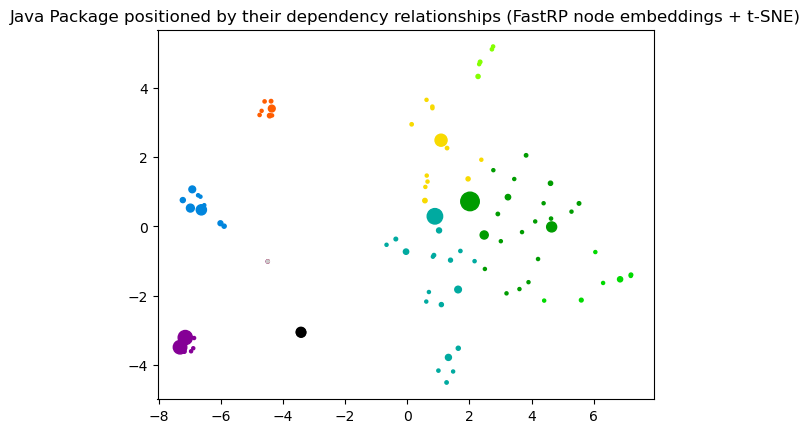 Java Package positioned by their dependency relationships (FastRP node embeddings + t-SNE)
4
2
0
−2
−4
−8 −6 −4 −2 0 2 4 6